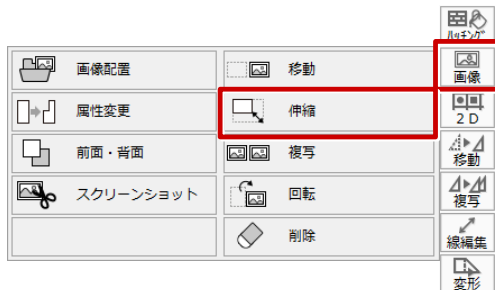 ﾊｯﾁﾝｸﾞ
画像配置
移動
画像
属性変更
伸縮
2 D
前面・背面
複写
移動
スクリーンショット
回転
複写
削除
線編集
変形